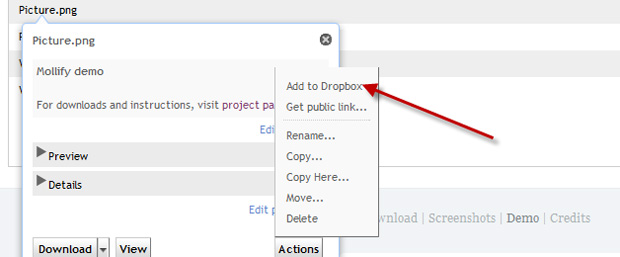 Picture.png
Picture.png
Mollify demo
For downloads and instructions, visit project pa
Edi
Preview
Details
Edit p
Download
View
Actions
Add to Dropbox
Get public link...
Rename...
Copy...
Copy Here...
Move...
Delete
wnload | Screenshots | Demo | Credits